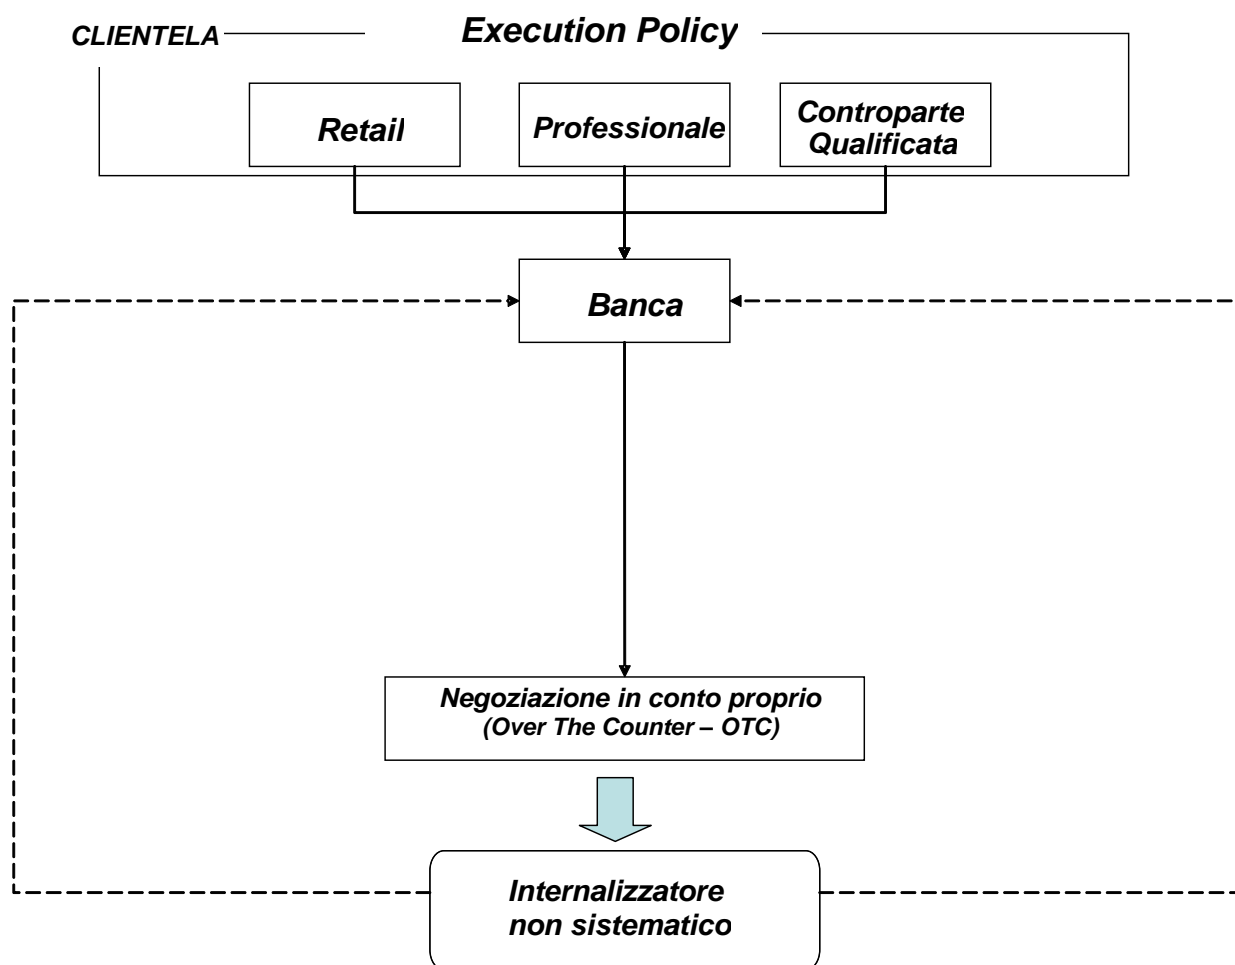 CLIENTELA
Execution Policy
Retail
Professionale
Controparte
Qualificata
Banca
Negoziazione in conto proprio
(Over The Counter – OTC)
Internalizzatore
non sistematico